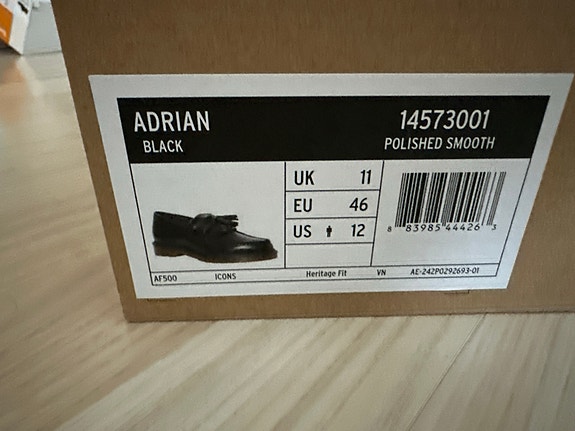 ADRIAN 14573001
BLACK POLISHED SMOOTH
UK 11
EU 46
US 12
8 83985 44426 3
AF500 ICONS Heritage Fit VN AE-242P0292693-01